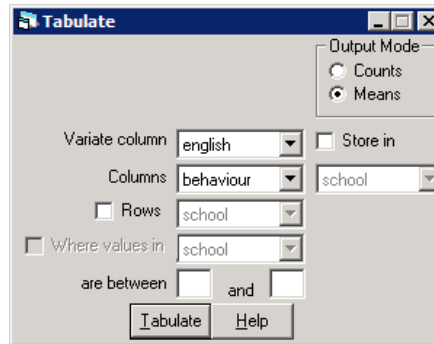 Tabulate
Output Mode
Counts
Means
Variate column english Store in
Columns behaviour school
Rows school
Where values in school
are between and
Tabulate Help